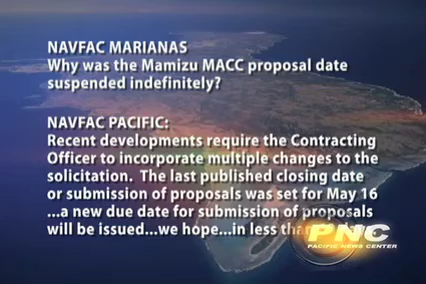 NAVFAC MARIANAS
Why was the Mamizu MACC proposal date
suspended indefinitely?
NAVFAC PACIFIC:
Recent developments require the Contracting
Officer to incorporate multiple changes to the
solicitation. The last published closing date
or submission of proposals was set for May 16
...a new due date for submission of proposals
will be issued...we hope...in less
PNC
PACIFIC NEWS CENTER